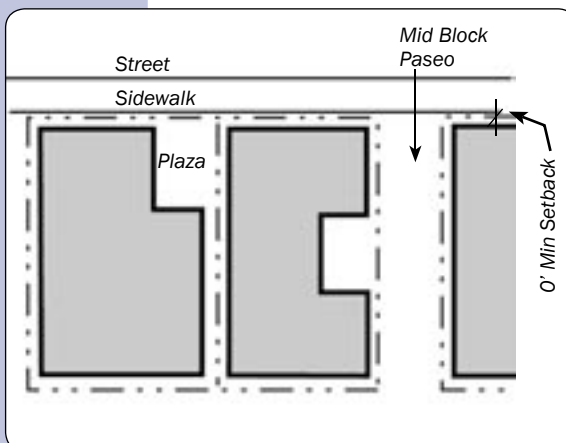 Mid Block
Paseo
Street
Sidewalk
Plaza
0' Min Setback